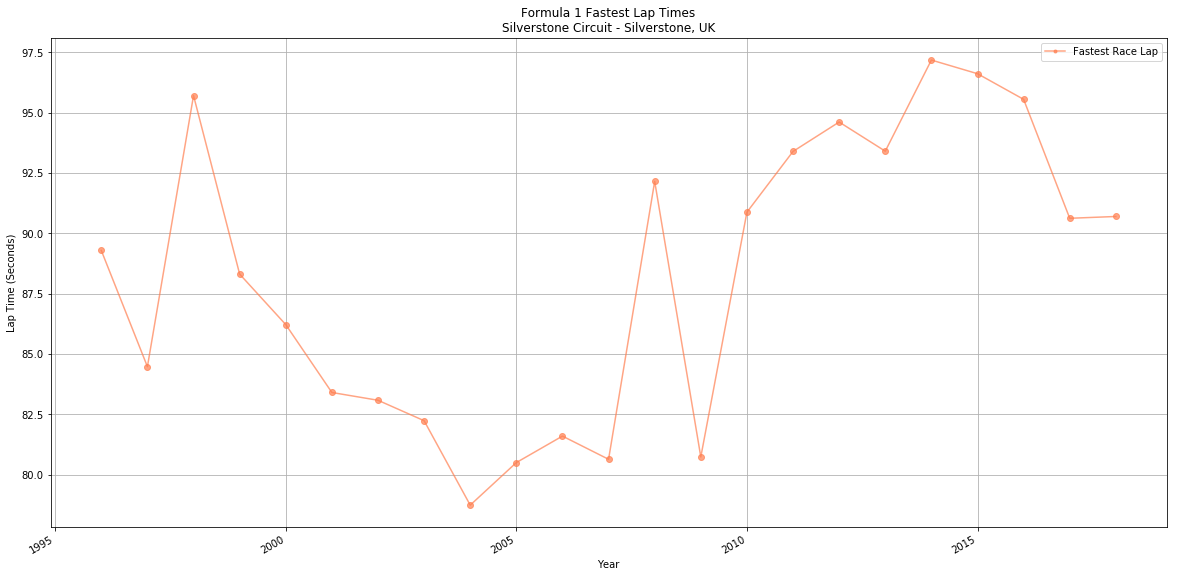 Formula 1 Fastest Lap Times
Silverstone Circuit - Silverstone, UK
Fastest Race Lap
97.5
95.0
92.5
90.0
87.5
85.0
82.5
80.0
Lap Time (Seconds)
1995
2000
2005
2010
2015
Year